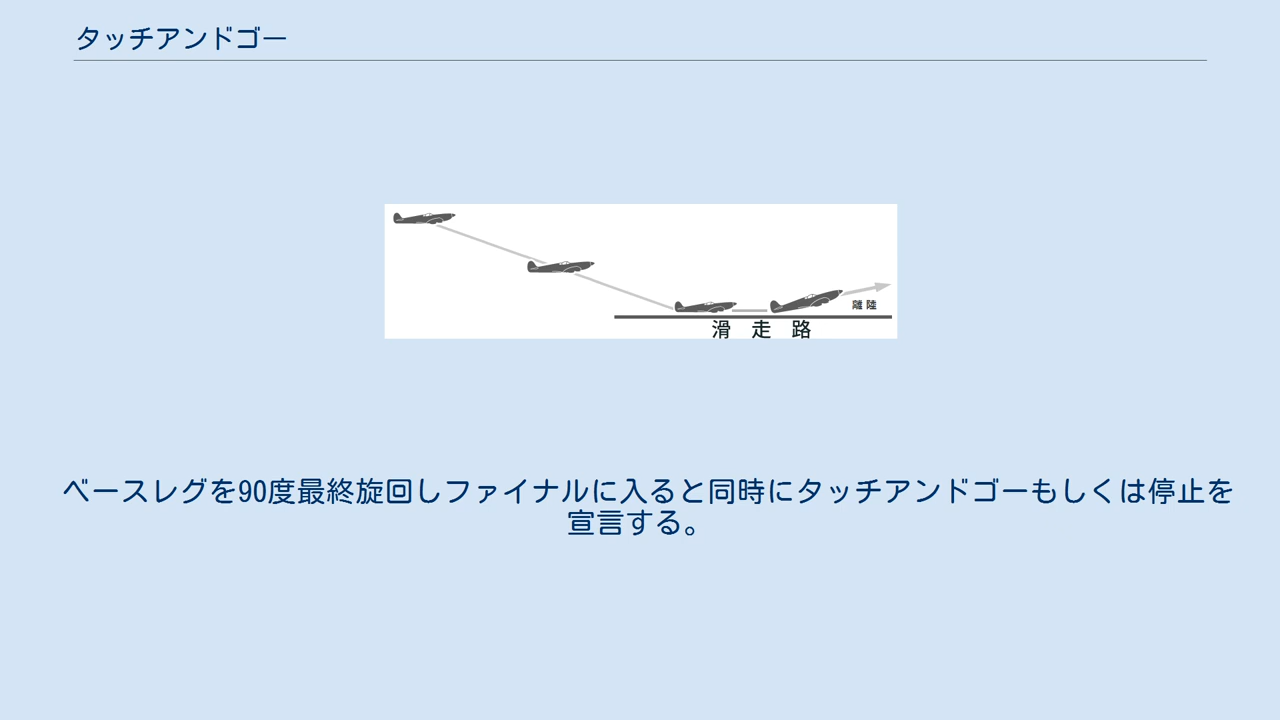 タッチアンドゴー
離 陸
滑 走 路
ベースレグを90度最終旋回しファイナルに入ると同時にタッチアンドゴーもしくは停止を
宣言する。